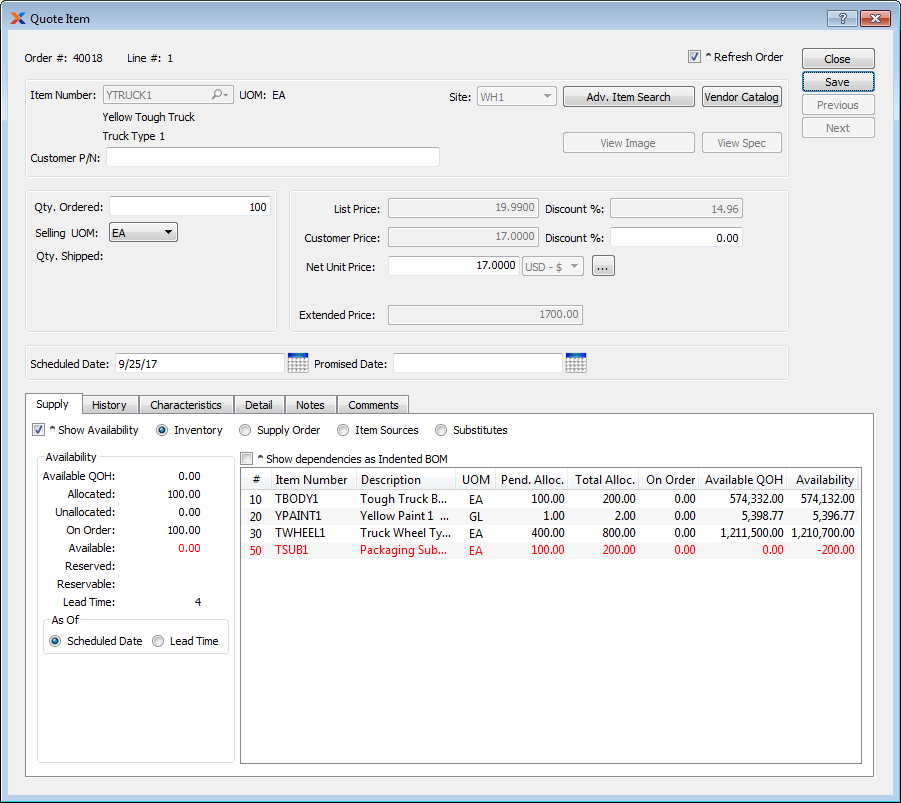 Quote Item
?
Order #: 40018 Line #: 1 ^ Refresh Order Close
Item Number: YTRUCK1 UOM: EA Site: WH1 Adv. Item Search Vendor Catalog Save
Yellow Tough Truck Previous
Truck Type 1 View Image View Spec Next
Customer P/N:
Qty. Ordered: 100 List Price: 19.9900 Discount %: 14.96
Selling UOM: EA Customer Price: 17.0000 Discount %: 0.00
Qty. Shipped: Net Unit Price: 17.0000 USD - $ ...
Extended Price: 1700.00
Scheduled Date: 9/25/17 Promised Date:
Supply History Characteristics Detail Notes Comments
^ Show Availability Inventory Supply Order Item Sources Substitutes
Availability ^ Show dependencies as Indented BOM
Available QOH: 0.00 # Item Number Description UOM Pend. Alloc. Total Alloc. On Order Available QOH Availability
Allocated: 100.00 10 TBODY1 Tough Truck B... EA 100.00 200.00 0.00 574,332.00 574,132.00
Unallocated: 0.00 20 YPAINT1 Yellow Paint 1 ... GL 1.00 2.00 0.00 5,398.77 5,396.77
On Order: 100.00 30 TWHEEL1 Truck Wheel Ty... EA 400.00 800.00 0.00 1,211,500.00 1,210,700.00
Available: 0.00 50 TSUB1 Packaging Sub... EA 100.00 200.00 0.00 0.00 -200.00
Reserved:
Reservable:
Lead Time: 4
As Of
Scheduled Date Lead Time